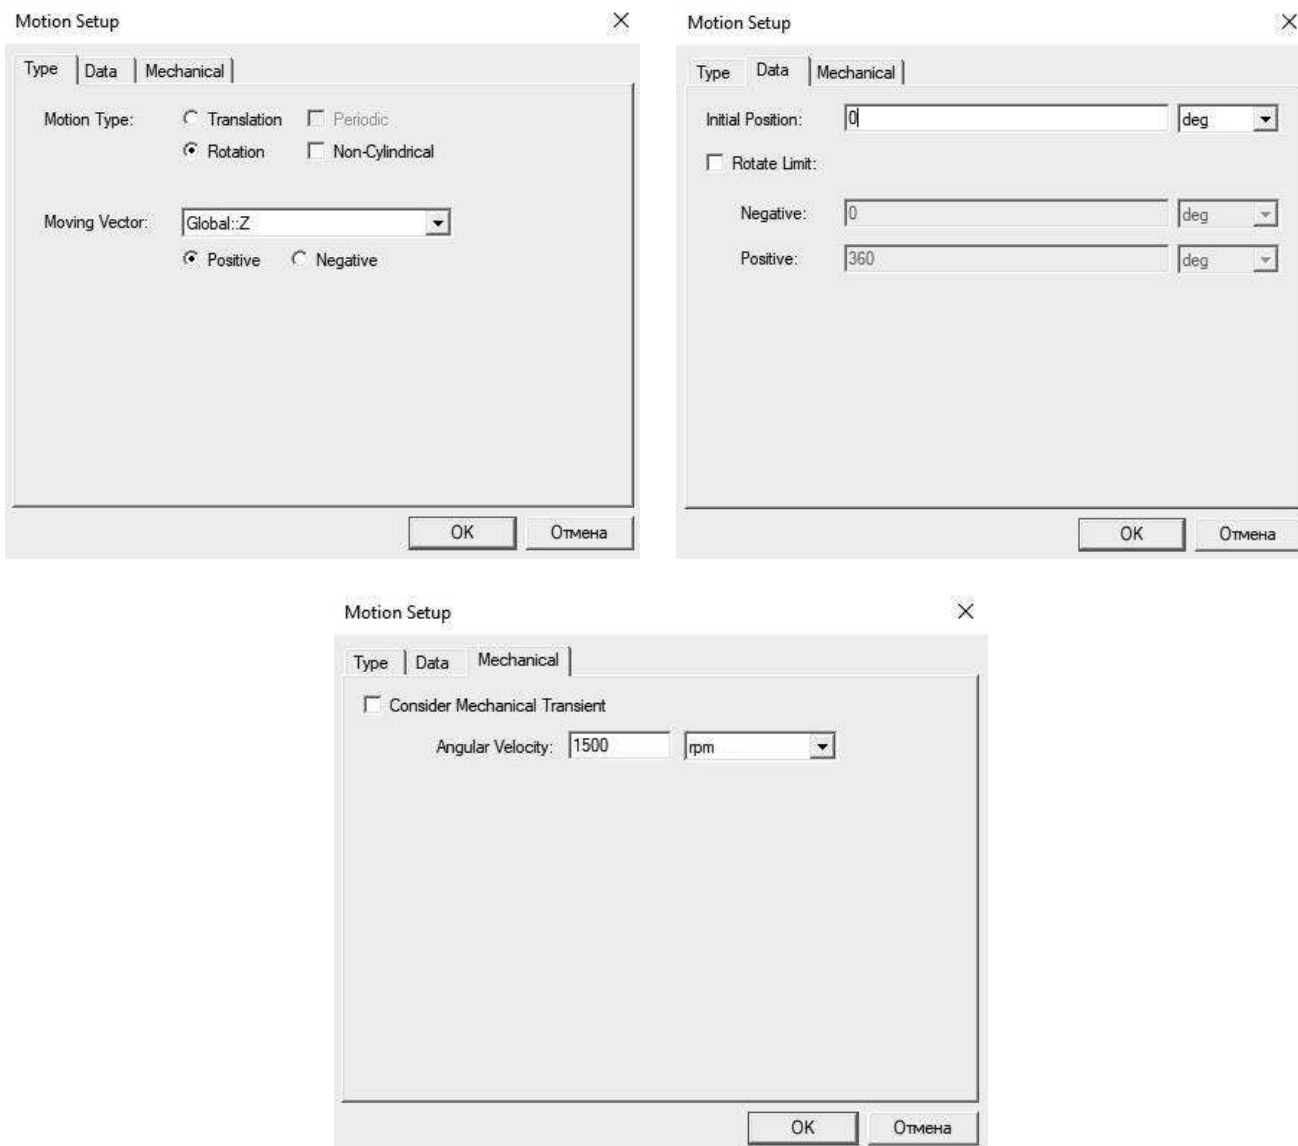 Motion Setup
Type Data Mechanical
Motion Type: Translation Periodic
Rotation Non-Cylindrical
Moving Vector: Global::Z
Positive Negative
OK Отмена
Motion Setup
Type Data Mechanical
Initial Position: 0 deg
Rotate Limit:
Negative: 0 deg
Positive: 360 deg
OK Отмена
Motion Setup
Type Data Mechanical
Consider Mechanical Transient
Angular Velocity: 1500 rpm
OK Отмена